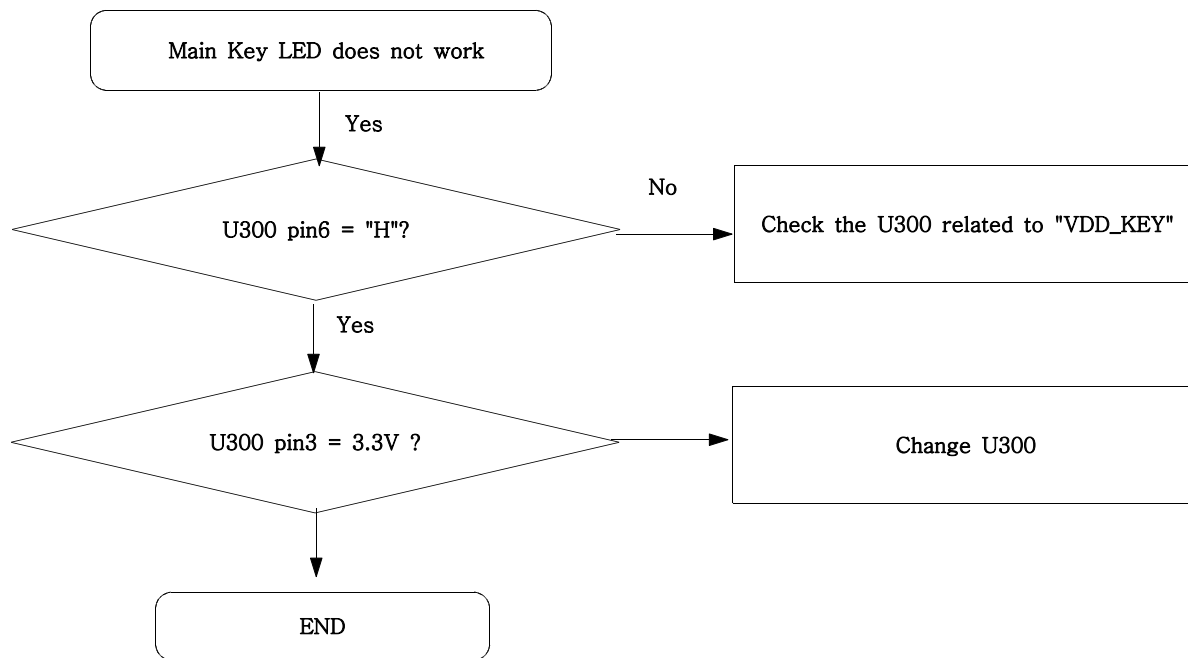 Main Key LED does not work
Yes
No
U300 pin6 = "H"?
Check the U300 related to "VDD_KEY"
Yes
U300 pin3 = 3.3V ?
Change U300
END